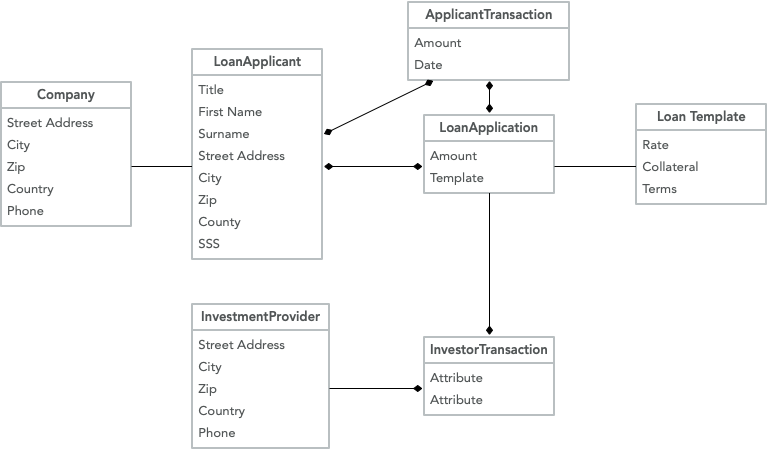 ApplicantTransaction
Amount
Date
LoanApplicant
Title
First Name
Surname
Street Address
City
Zip
County
SSS
Company
Street Address
City
Zip
Country
Phone
LoanApplication
Amount
Template
Loan Template
Rate
Collateral
Terms
InvestmentProvider
Street Address
City
Zip
Country
Phone
InvestorTransaction
Attribute
Attribute